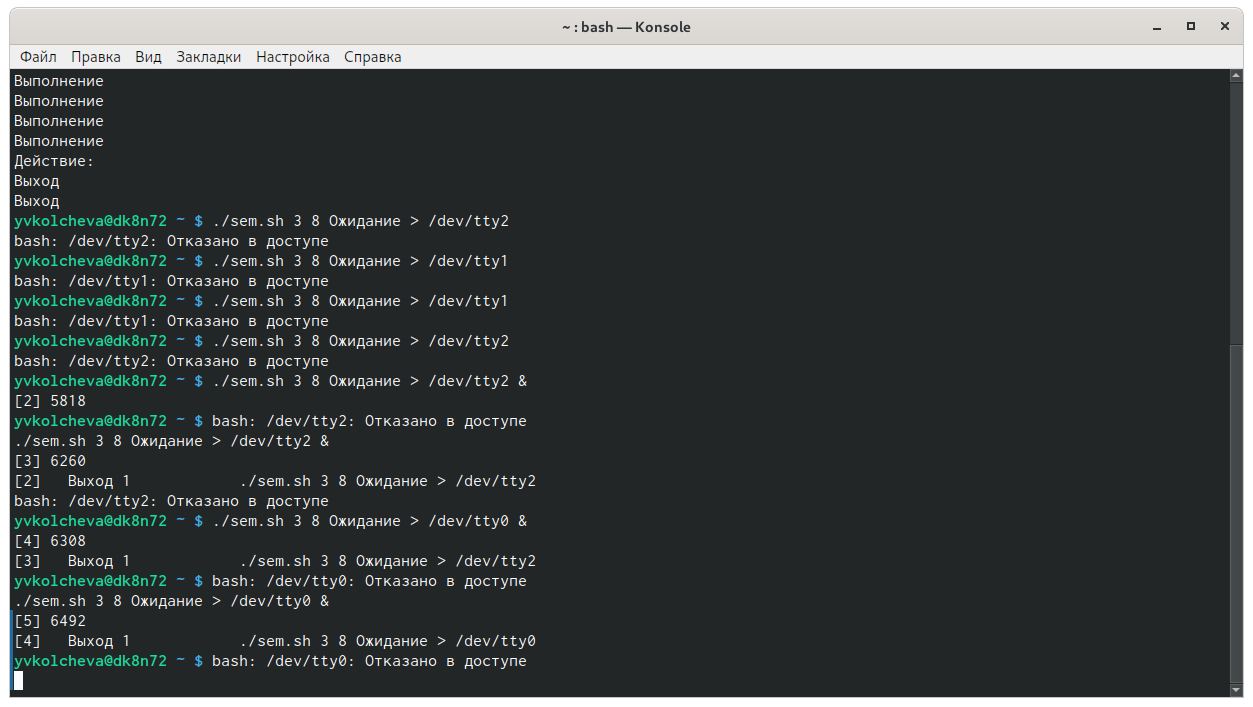 ~ : bash — Konsole
Файл Правка Вид Закладки Настройка Справка
Выполнение
Выполнение
Выполнение
Выполнение
Действие:
Выход
Выход
yvkolcheva@dk8n72 ~ $ ./sem.sh 3 8 Ожидание > /dev/tty2
bash: /dev/tty2: Отказано в доступе
yvkolcheva@dk8n72 ~ $ ./sem.sh 3 8 Ожидание > /dev/tty1
bash: /dev/tty1: Отказано в доступе
yvkolcheva@dk8n72 ~ $ ./sem.sh 3 8 Ожидание > /dev/tty1
bash: /dev/tty1: Отказано в доступе
yvkolcheva@dk8n72 ~ $ ./sem.sh 3 8 Ожидание > /dev/tty2
bash: /dev/tty2: Отказано в доступе
yvkolcheva@dk8n72 ~ $ ./sem.sh 3 8 Ожидание > /dev/tty2 &
[2] 5818
yvkolcheva@dk8n72 ~ $ bash: /dev/tty2: Отказано в доступе
./sem.sh 3 8 Ожидание > /dev/tty2 &
[3] 6260
[2]   Выход 1            ./sem.sh 3 8 Ожидание > /dev/tty2
bash: /dev/tty2: Отказано в доступе
yvkolcheva@dk8n72 ~ $ ./sem.sh 3 8 Ожидание > /dev/tty0 &
[4] 6308
[3]   Выход 1            ./sem.sh 3 8 Ожидание > /dev/tty2
yvkolcheva@dk8n72 ~ $ bash: /dev/tty0: Отказано в доступе
./sem.sh 3 8 Ожидание > /dev/tty0 &
[5] 6492
[4]   Выход 1            ./sem.sh 3 8 Ожидание > /dev/tty0
yvkolcheva@dk8n72 ~ $ bash: /dev/tty0: Отказано в доступе